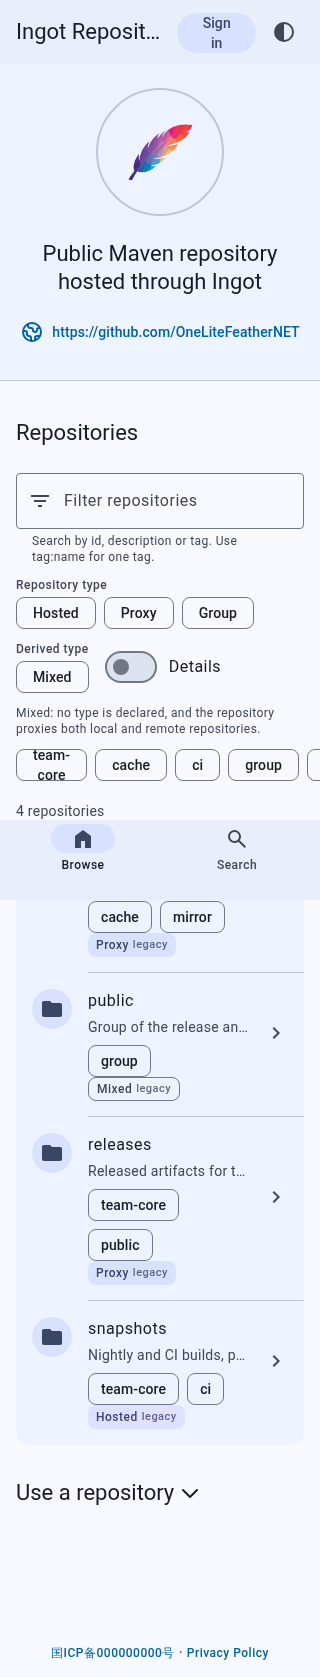 Ingot Reposit…
Sign
in
Public Maven repository
hosted through Ingot
https://github.com/OneLiteFeatherNET
Repositories
Filter repositories
Search by id, description or tag. Use
tag:name for one tag.
Repository type
Hosted Proxy Group
Derived type
Mixed
Details
Mixed: no type is declared, and the repository
proxies both local and remote repositories.
team-
core
cache ci group
4 repositories
Browse Search
cache mirror
Proxy legacy
public
Group of the release an…
group
Mixed legacy
releases
Released artifacts for t…
team-core
public
Proxy legacy
snapshots
Nightly and CI builds, p…
team-core ci
Hosted legacy
Use a repository
国ICP备000000000号 · Privacy Policy